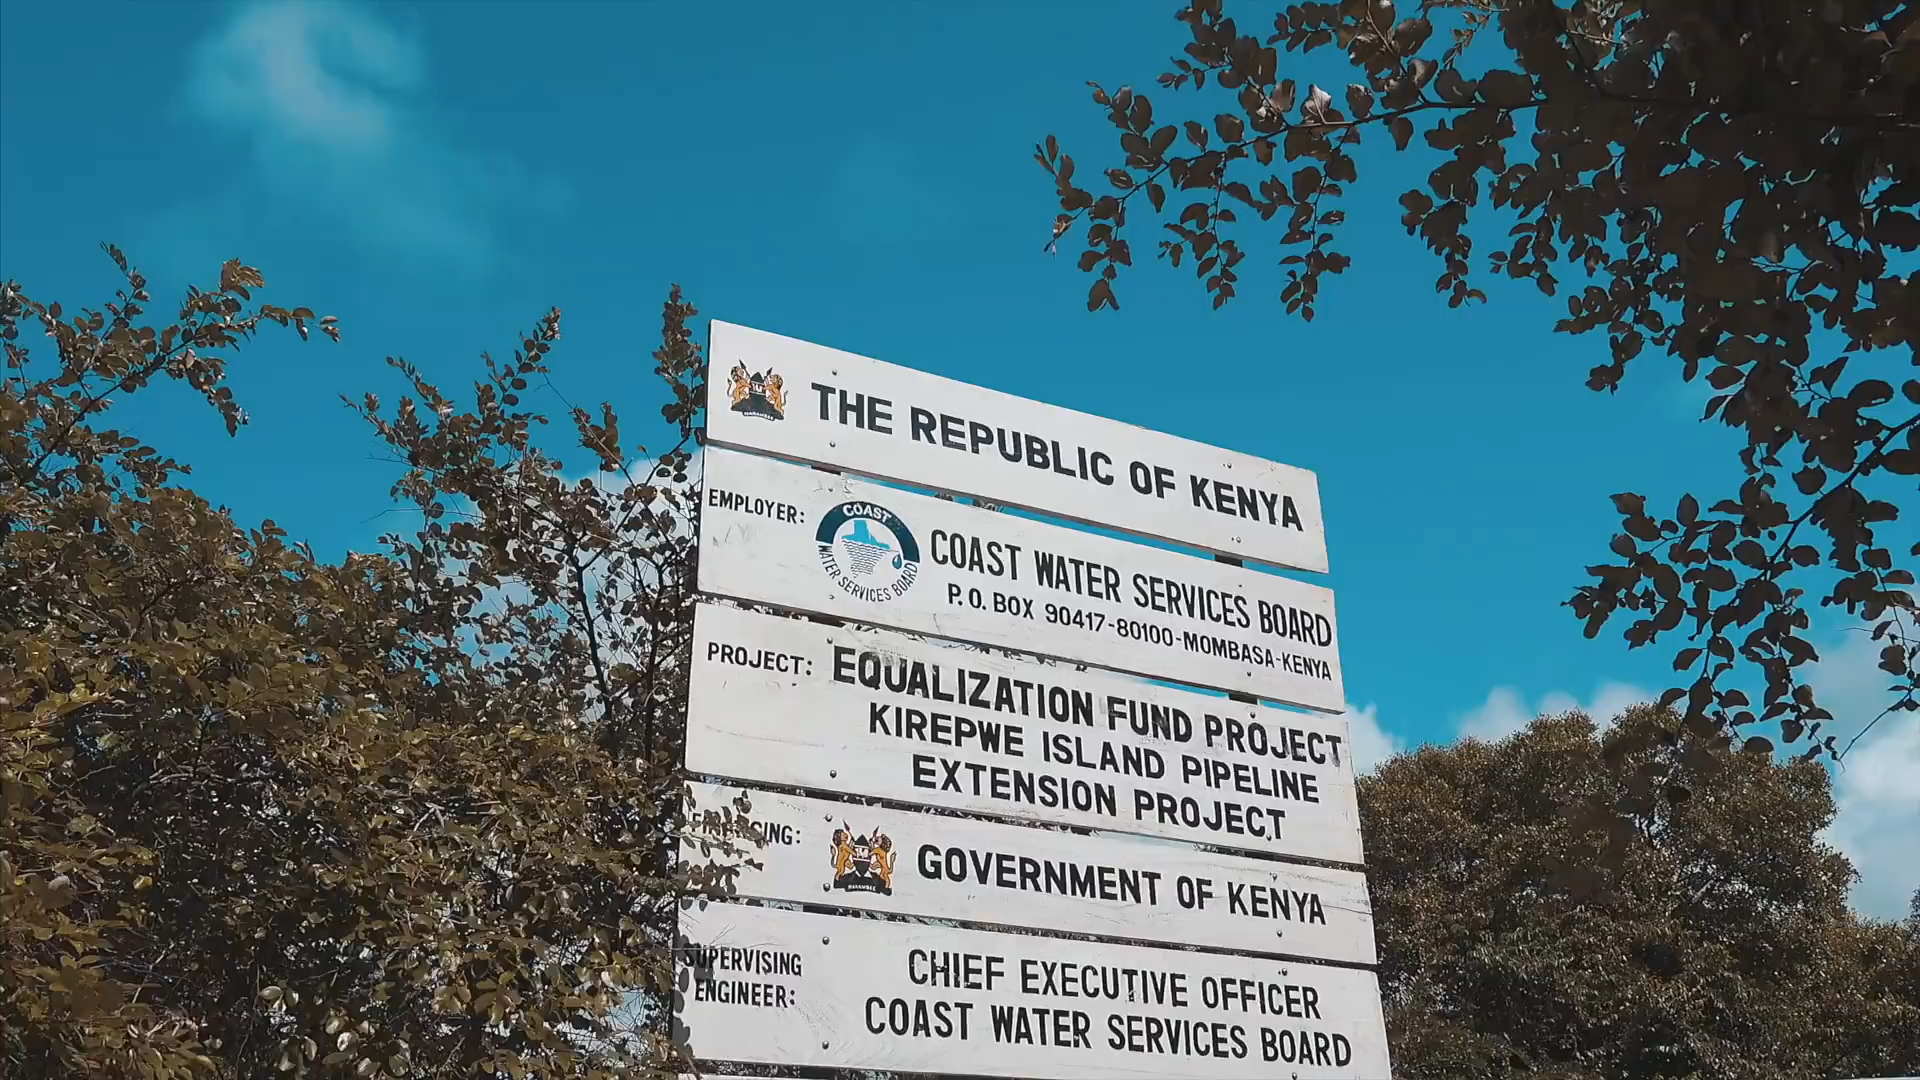 THE REPUBLIC OF KENYA
EMPLOYER:
COAST
WATER SERVICES BOARD
COAST WATER SERVICES BOARD
P.O. BOX 90417-80100-MOMBASA-KENYA
PROJECT: EQUALIZATION FUND PROJECT
KIREPWE ISLAND PIPELINE
EXTENSION PROJECT
HARAMBEE
GOVERNMENT OF KENYA
SUPERVISING
ENGINEER:
CHIEF EXECUTIVE OFFICER
COAST WATER SERVICES BOARD